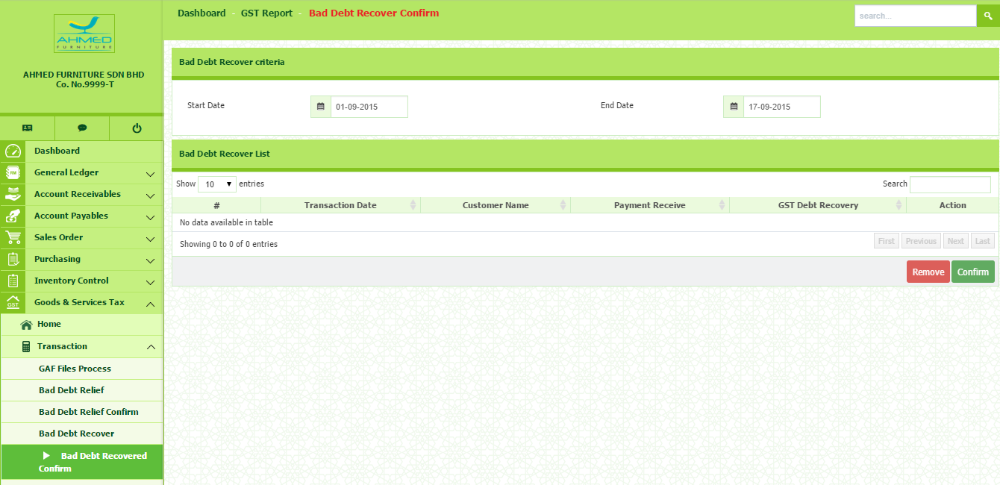 AHMED
FURNITURE
AHMED FURNITURE SDN BHD
Co. No.9999-T
Dashboard
General Ledger
Account Receivables
Account Payables
Sales Order
Purchasing
Inventory Control
Goods & Services Tax
Home
Transaction
GAF Files Process
Bad Debt Relief
Bad Debt Relief Confirm
Bad Debt Recover
Bad Debt Recovered
Confirm
RM
GST
Dashboard - GST Report - Bad Debt Recover Confirm
search...
Bad Debt Recover criteria
Start Date 01-09-2015 End Date 17-09-2015
Bad Debt Recover List
Show 10 entries Search
# Transaction Date Customer Name Payment Receive GST Debt Recovery Action
No data available in table
Showing 0 to 0 of 0 entries First Previous Next Last
Remove Confirm